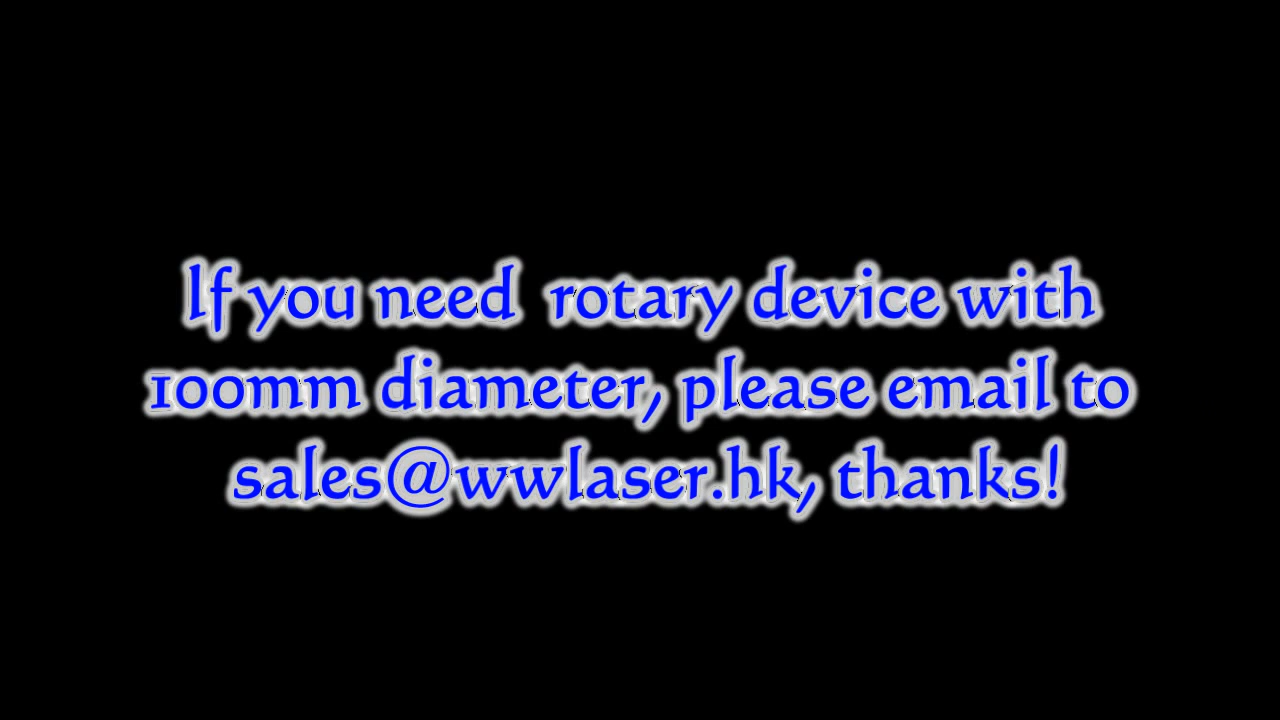 If you need  rotary device with
100mm diameter, please email to
sales@wwlaser.hk, thanks!